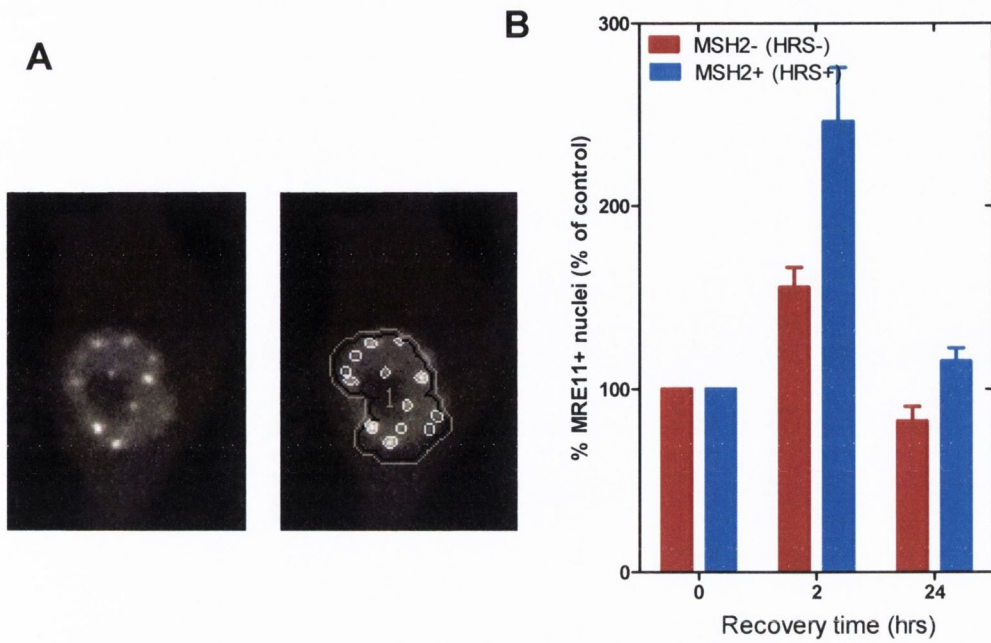 A
1
B
MSH2- (HRS-)
MSH2+ (HRS+)
% MRE11+ nuclei (% of control)
300
200
100
0
0 2 24
Recovery time (hrs)